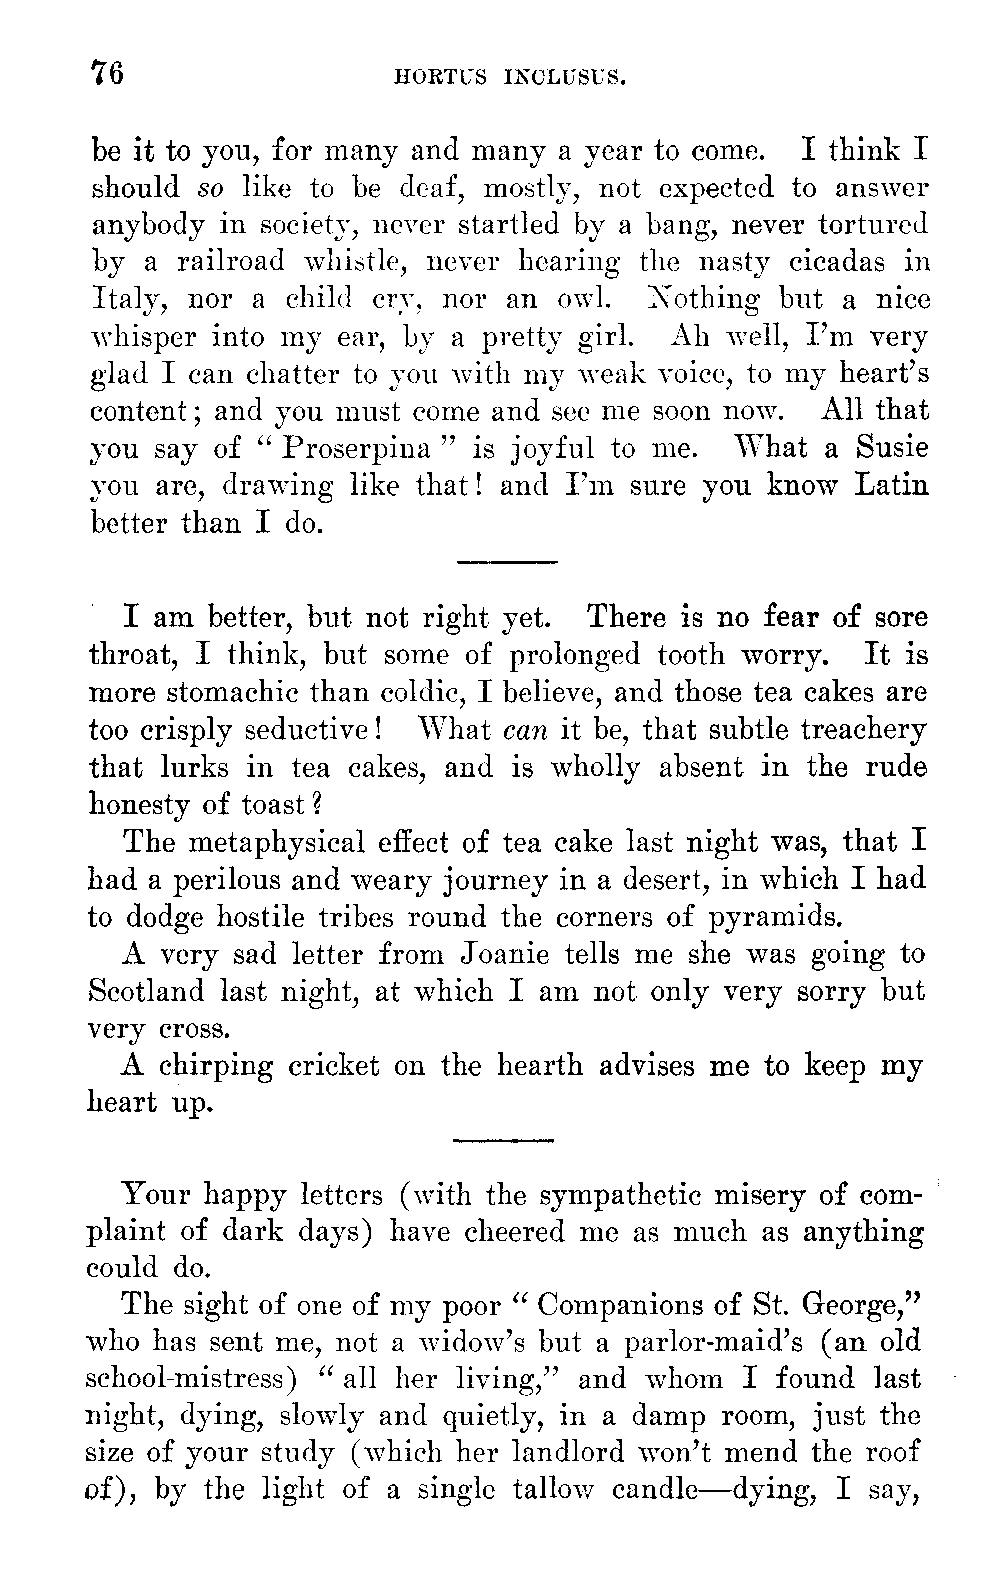 76 HORTUS INCLUSUS.
be it to you, for many and many a year to come. I think I
should so like to be deaf, mostly, not expected to answer
anybody in society, never startled by a bang, never tortured
by a railroad whistle, never hearing the nasty cicadas in
Italy, nor a child cry, nor an owl. Nothing but a nice
whisper into my ear, by a pretty girl. Ah well, I'm very
glad I can chatter to you with my weak voice, to my heart's
content; and you must come and see me soon now. All that
you say of “Proserpina” is joyful to me. What a Susie
you are, drawing like that! and I'm sure you know Latin
better than I do.
I am better, but not right yet. There is no fear of sore
throat, I think, but some of prolonged tooth worry. It is
more stomachic than coldic, I believe, and those tea cakes are
too crisply seductive! What can it be, that subtle treachery
that lurks in tea cakes, and is wholly absent in the rude
honesty of toast?
The metaphysical effect of tea cake last night was, that I
had a perilous and weary journey in a desert, in which I had
to dodge hostile tribes round the corners of pyramids.
A very sad letter from Joanie tells me she was going to
Scotland last night, at which I am not only very sorry but
very cross.
A chirping cricket on the hearth advises me to keep my
heart up.
Your happy letters (with the sympathetic misery of com-
plaint of dark days) have cheered me as much as anything
could do.
The sight of one of my poor “Companions of St. George,”
who has sent me, not a widow's but a parlor-maid's (an old
school-mistress) “all her living,” and whom I found last
night, dying, slowly and quietly, in a damp room, just the
size of your study (which her landlord won't mend the roof
of), by the light of a single tallow candle—dying, I say,